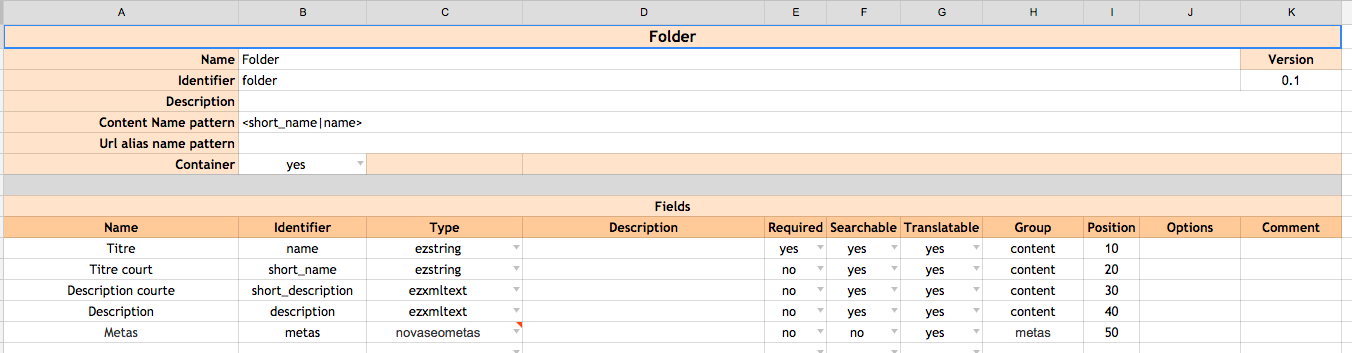 A B C D E F G H I J K
Folder
Name Folder Version
Identifier folder 0.1
Description
Content Name pattern <short_name|name>
Url alias name pattern
Container yes
Fields
Name Identifier Type Description Required Searchable Translatable Group Position Options Comment
Titre name ezstring yes yes yes content 10
Titre court short_name ezstring no yes yes content 20
Description courte short_description ezxmltext no yes yes content 30
Description description ezxmltext no yes yes content 40
Metas metas novaseometas no no yes metas 50